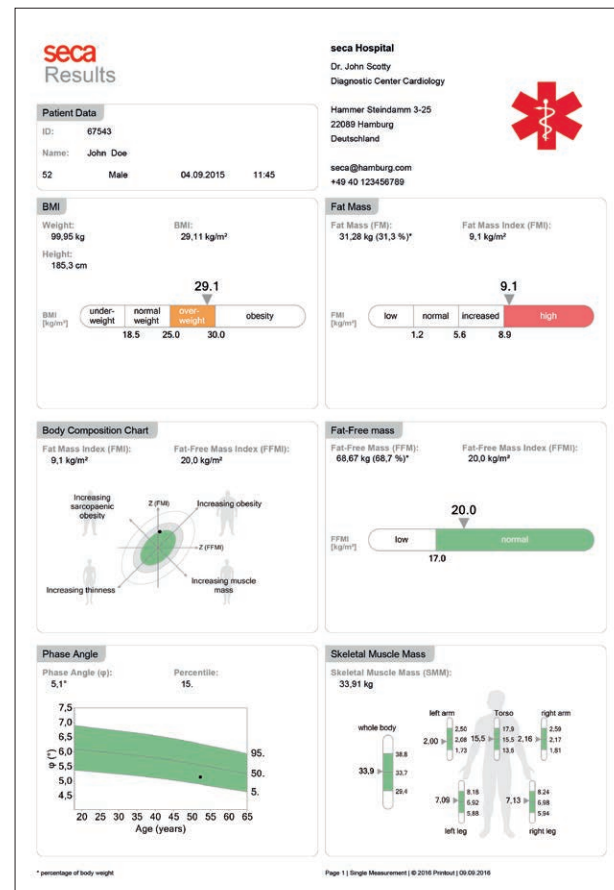 seca
Results
seca Hospital
Dr. John Scotty
Diagnostic Center Cardiology
Hammer Steindamm 3-25
22089 Hamburg
Deutschland
seca@hamburg.com
+49 40 123456789
Patient Data
ID: 67543
Name: John Doe
52 Male 04.09.2015 11:45
BMI
Weight: BMI:
99,95 kg 29,11 kg/m²
Height:
185,3 cm
29.1
BMI [kg/m²] under-weight normal weight over-weight obesity
18.5 25.0 30.0
Fat Mass
Fat Mass (FM): Fat Mass Index (FMI):
31,28 kg (31,3 %)* 9,1 kg/m²
9.1
FMI [kg/m²] low normal increased high
1.2 5.6 8.9
Body Composition Chart
Fat Mass Index (FMI): Fat-Free Mass Index (FFMI):
9,1 kg/m² 20,0 kg/m²
Increasing sarcopaenic obesity
Z (FMI)
Increasing obesity
Z (FFMI)
Increasing thinness
Increasing muscle mass
Fat-Free mass
Fat-Free Mass (FFM): Fat-Free Mass Index (FFMI):
68,67 kg (68,7 %)* 20,0 kg/m²
20.0
FFMI [kg/m²] low normal
17.0
Phase Angle
Phase Angle (φ): Percentile:
5,1° 15.
7,5
7,0
6,5
6,0
5,5
5,0
4,5
φ (°)
95.
50.
5.
18 20 25 30 35 40 45 50 55 60 65
Age (years)
Skeletal Muscle Mass
Skeletal Muscle Mass (SMM):
33,91 kg
whole body
38.8
33,9 33,7
29,4
left arm Torso right arm
2,50 17,9 2,59
2,00 2,08 15,5 15,5 2,16 2,17
1,73 13,6 1,81
8,16 8,24
7,09 6,92 7,13 6,98
5,88 5,94
left leg right leg
* percentage of body weight
Page 1 | Single Measurement | © 2016 Printout | 09.09.2016